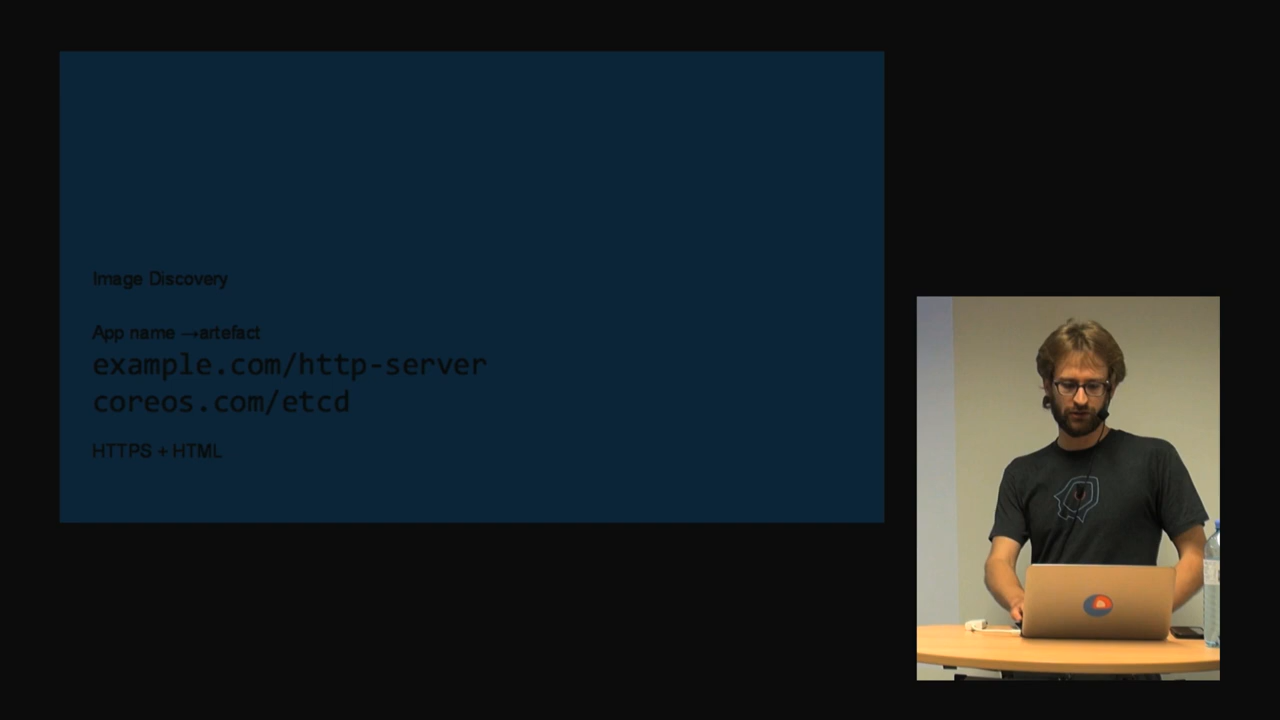 Image Discovery
App name →artefact
example.com/http-server
coreos.com/etcd
HTTPS + HTML